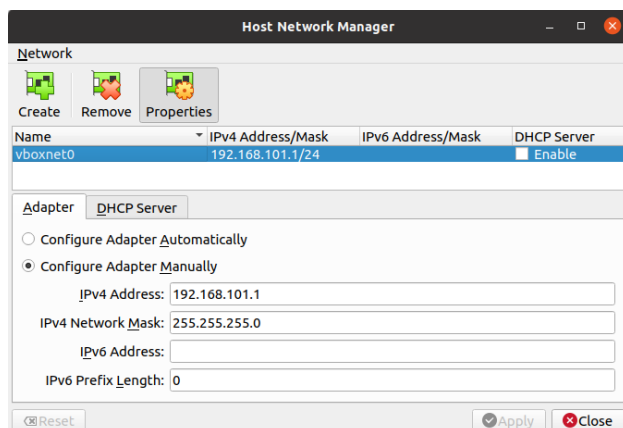 Host Network Manager
Network
Create Remove Properties
Name IPv4 Address/Mask IPv6 Address/Mask DHCP Server
vboxnet0 192.168.101.1/24 Enable
Adapter DHCP Server
Configure Adapter Automatically
Configure Adapter Manually
IPv4 Address: 192.168.101.1
IPv4 Network Mask: 255.255.255.0
IPv6 Address:
IPv6 Prefix Length: 0
Reset Apply Close